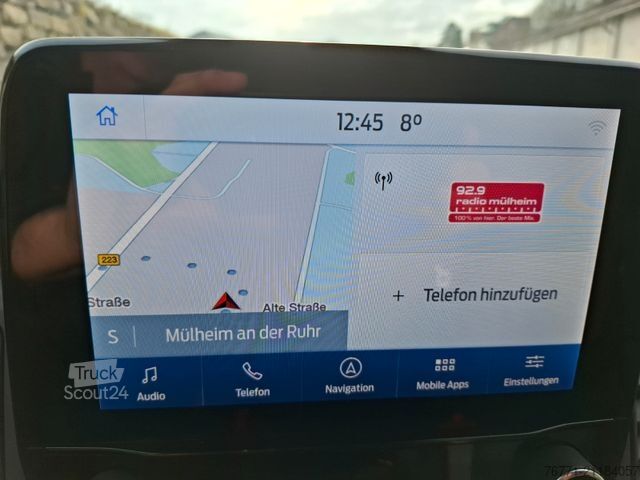 12:45 8°
92.9
radio mülheim
100% von hier. Der beste Mix.
223
Straße
Alte Straße
+ Telefon hinzufügen
S | Mülheim an der Ruhr
Audio
Telefon
Navigation
Mobile Apps
Einstellungen
Truck
Scout24